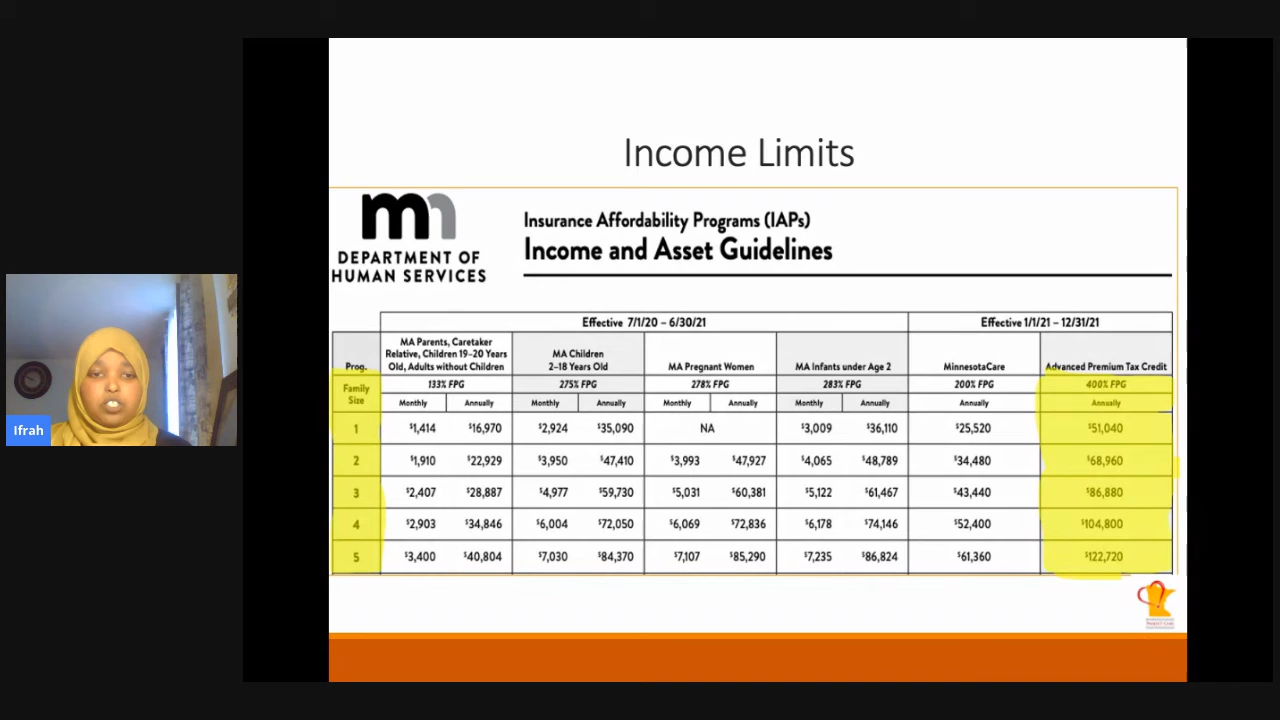 Income Limits
mn
DEPARTMENT OF
HUMAN SERVICES
Insurance Affordability Programs (IAPs)
Income and Asset Guidelines
Effective 7/1/20 – 6/30/21 Effective 1/1/21 – 12/31/21
Prog. MA Parents, Caretaker Relative, Children 19–20 Years Old, Adults without Children MA Children 2–18 Years Old MA Pregnant Women MA Infants under Age 2 MinnesotaCare Advanced Premium Tax Credit
Family Size 133% FPG 275% FPG 278% FPG 283% FPG 200% FPG 400% FPG
Monthly Annually Monthly Annually Monthly Annually Monthly Annually Annually Annually
1 $1,414 $16,970 $2,924 $35,090 NA $3,009 $36,110 $25,520 $51,040
2 $1,910 $22,929 $3,950 $47,410 $3,993 $47,927 $4,065 $48,789 $34,480 $68,960
3 $2,407 $28,887 $4,977 $59,730 $5,031 $60,381 $5,122 $61,467 $43,440 $86,880
4 $2,903 $34,846 $6,004 $72,050 $6,069 $72,836 $6,178 $74,146 $52,400 $104,800
5 $3,400 $40,804 $7,030 $84,370 $7,107 $85,290 $7,235 $86,824 $61,360 $122,720
Ifrah